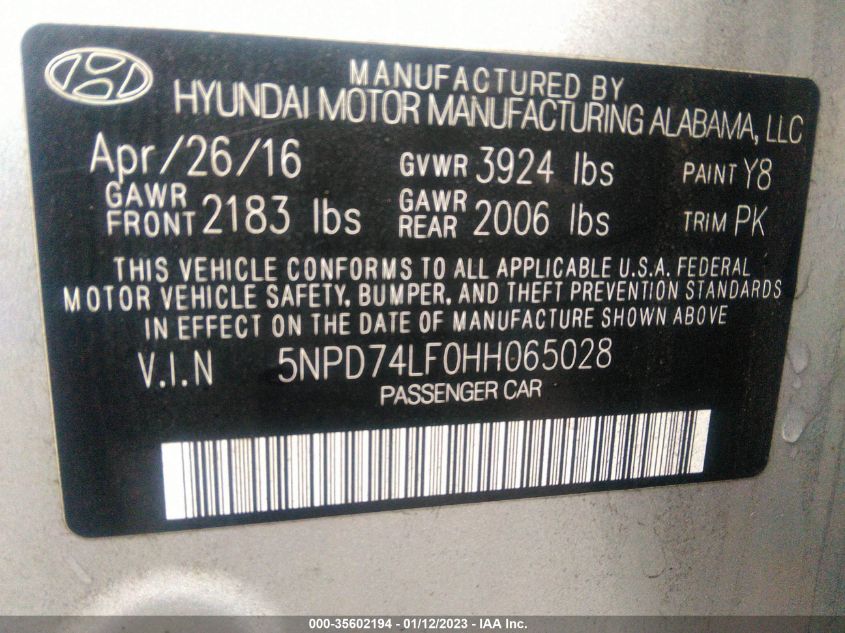 MANUFACTURED BY
HYUNDAI MOTOR MANUFACTURING ALABAMA, LLC
Apr/26/16 GVWR 3924 lbs PAINT Y8
GAWR FRONT 2183 lbs GAWR REAR 2006 lbs TRIM PK
THIS VEHICLE CONFORMS TO ALL APPLICABLE U.S.A. FEDERAL
MOTOR VEHICLE SAFETY, BUMPER, AND THEFT PREVENTION STANDARDS
IN EFFECT ON THE DATE OF MANUFACTURE SHOWN ABOVE
V.I.N 5NPD74LF0HH065028
PASSENGER CAR
000-35602194 - 01/12/2023 - IAA Inc.